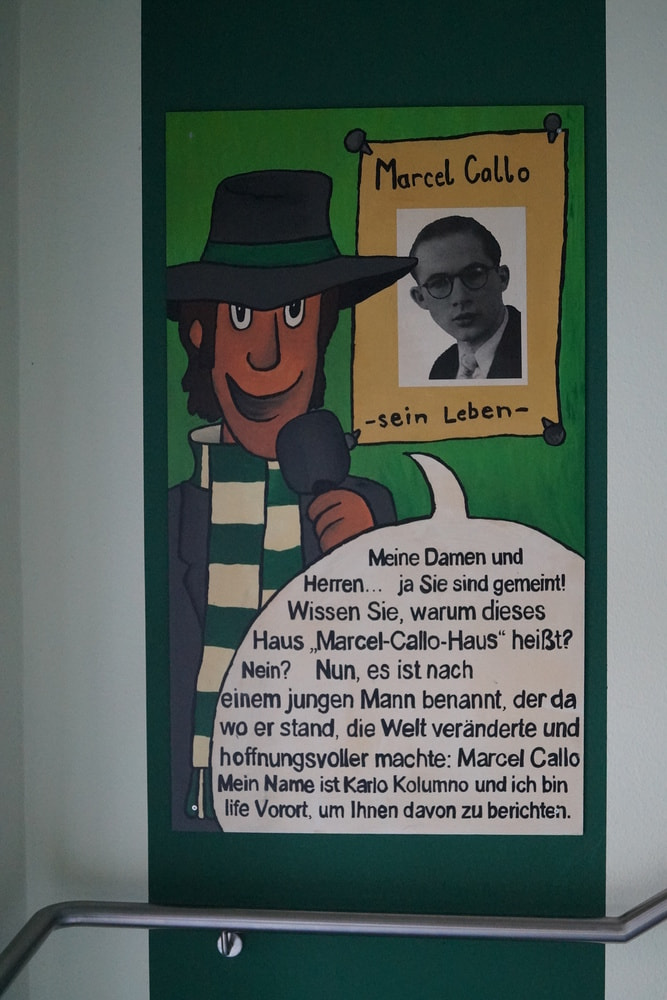 Marcel Callo
-sein Leben-
Meine Damen und
Herren... ja Sie sind gemeint!
Wissen Sie, warum dieses
Haus „Marcel-Callo-Haus“ heißt?
Nein? Nun, es ist nach
einem jungen Mann benannt, der da
wo er stand, die Welt veränderte und
hoffnungsvoller machte: Marcel Callo
Mein Name ist Karlo Kolumno und ich bin
life Vorort, um Ihnen davon zu berichten.